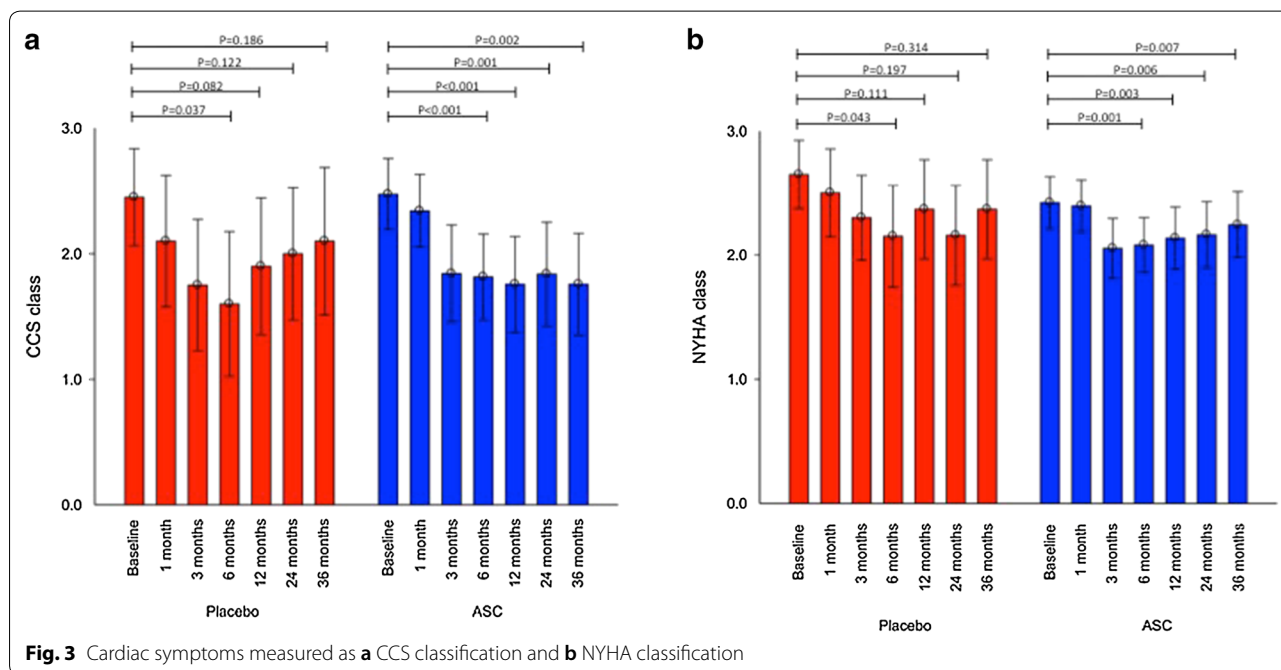 a
P=0.186
P=0.122
P=0.082
P=0.037
P=0.002
P=0.001
P<0.001
P<0.001
3.0
2.0
1.0
0.0
CCS class
Baseline
1 month
3 months
6 months
12 months
24 months
36 months
Placebo
Baseline
1 month
3 months
6 months
12 months
24 months
36 months
ASC
b
P=0.314
P=0.197
P=0.111
P=0.043
P=0.007
P=0.006
P=0.003
P=0.001
3.0
2.0
1.0
0.0
NYHA class
Baseline
1 month
3 months
6 months
12 months
24 months
36 months
Placebo
Baseline
1 month
3 months
6 months
12 months
24 months
36 months
ASC
Fig. 3 Cardiac symptoms measured as a CCS classification and b NYHA classification